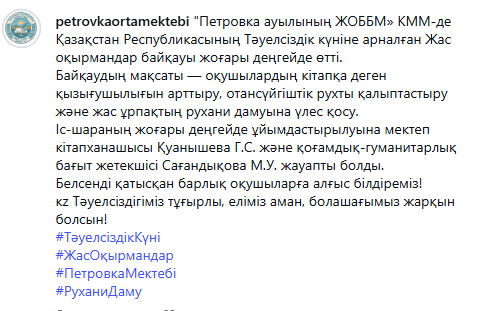 petrovkaortamektebi "Петровка ауылының ЖОББМ» КММ-де
Қазақстан Республикасының Тәуелсіздік күніне арналған Жас
оқырмандар байқауы жоғары деңгейде өтті.
Байқаудың мақсаты — оқушылардың кітапқа деген
қызығушылығын арттыру, отансүйгіштік рухты қалыптастыру
және жас ұрпақтың рухани дамуына үлес қосу.
Іс-шараның жоғары деңгейде ұйымдастырылуына мектеп
кітапханашысы Қуанышева Г.С. және қоғамдық-гуманитарлық
бағыт жетекшісі Сағандықова М.У. жауапты болды.
Белсенді қатысқан барлық оқушыларға алғыс білдіреміз!
kz Тәуелсіздігіміз тұғырлы, еліміз аман, болашағымыз жарқын
болсын!
#ТәуелсіздікКүні
#ЖасОқырмандар
#ПетровкаМектебі
#РуханиДаму